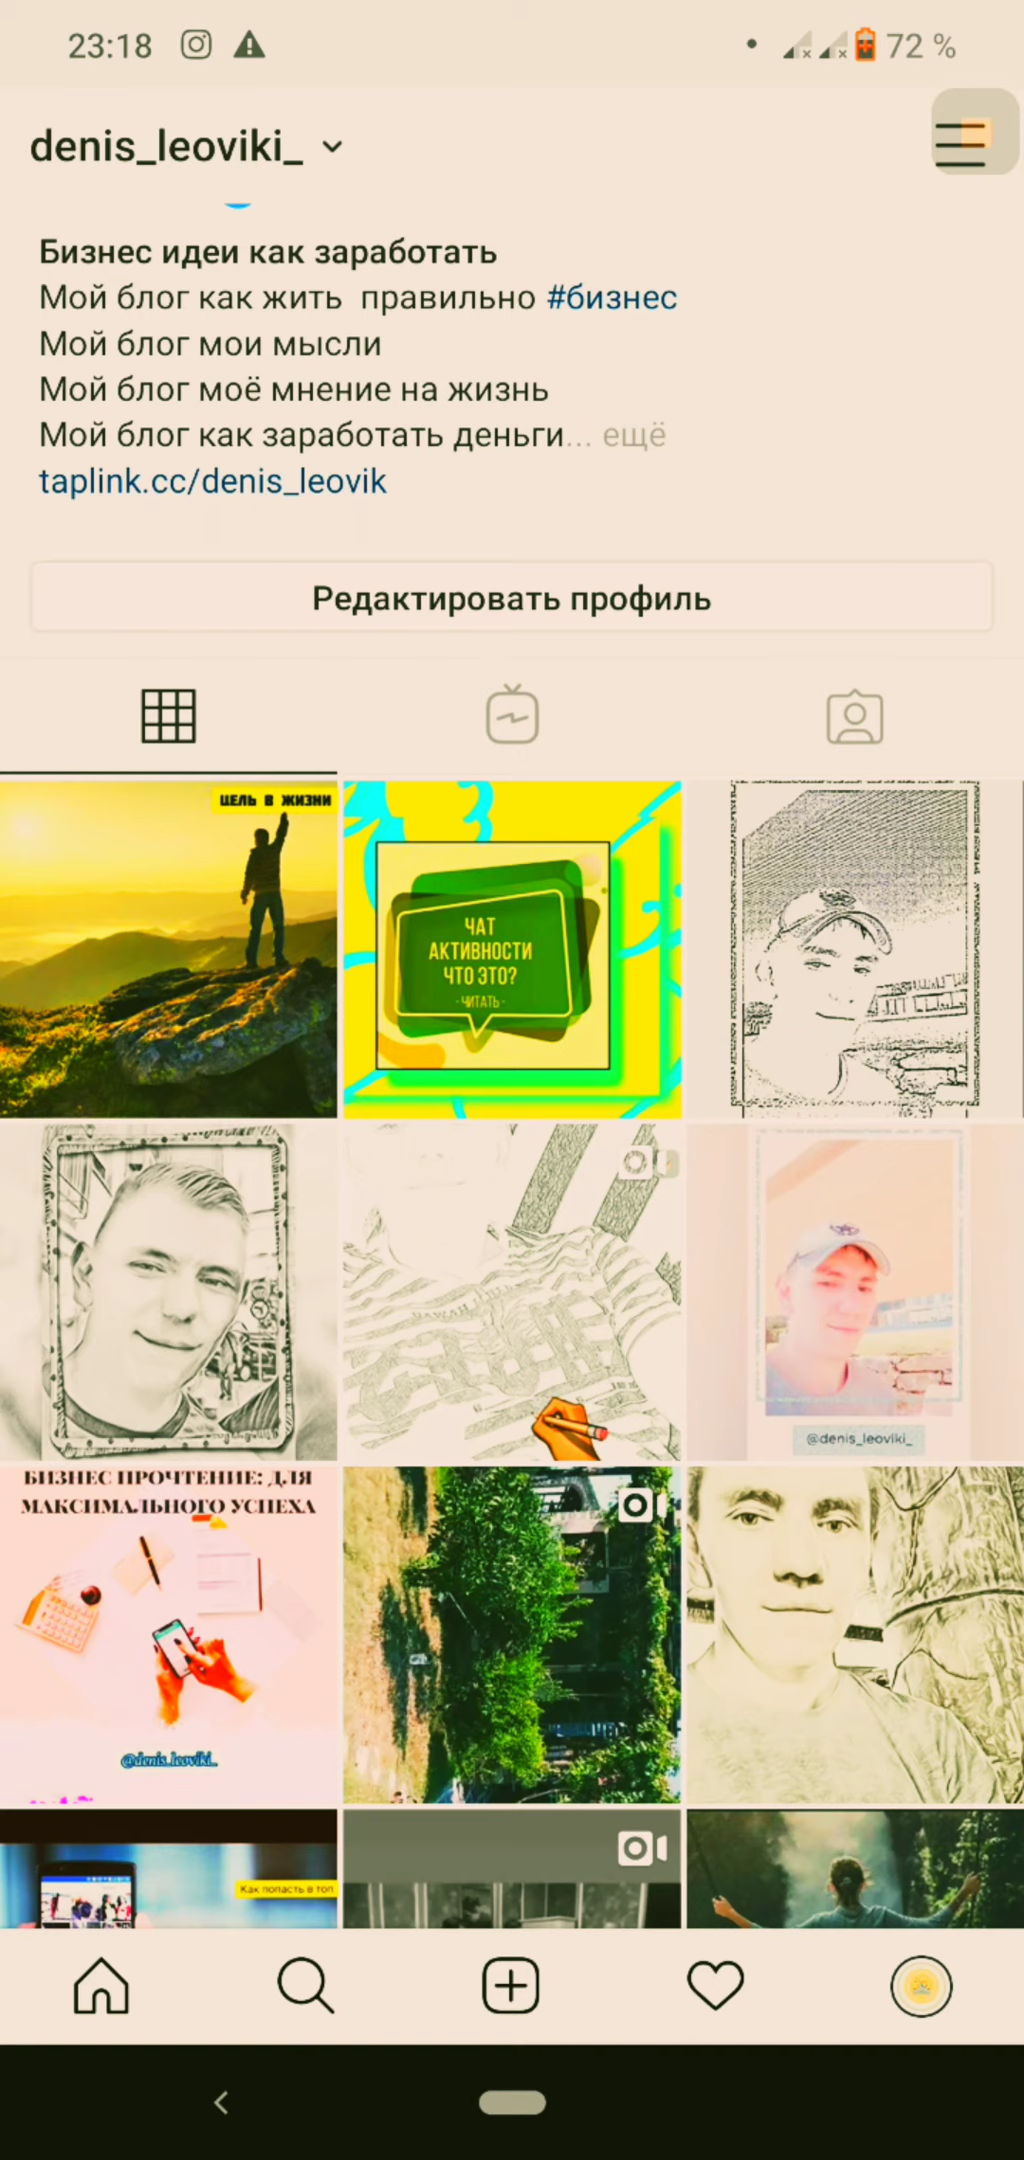 23:18
72 %
denis_leoviki_
Бизнес идеи как заработать
Мой блог как жить  правильно #бизнес
Мой блог мои мысли
Мой блог моё мнение на жизнь
Мой блог как заработать деньги... ещё
taplink.cc/denis_leovik
Редактировать профиль
ЦЕЛЬ В ЖИЗНИ
ЧАТ
АКТИВНОСТИ
ЧТО ЭТО?
- ЧИТАТЬ -
@denis_leoviki_
БИЗНЕС ПРОЧТЕНИЕ: ДЛЯ
МАКСИМАЛЬНОГО УСПЕХА
@denis_leoviki_
Как попасть в топ